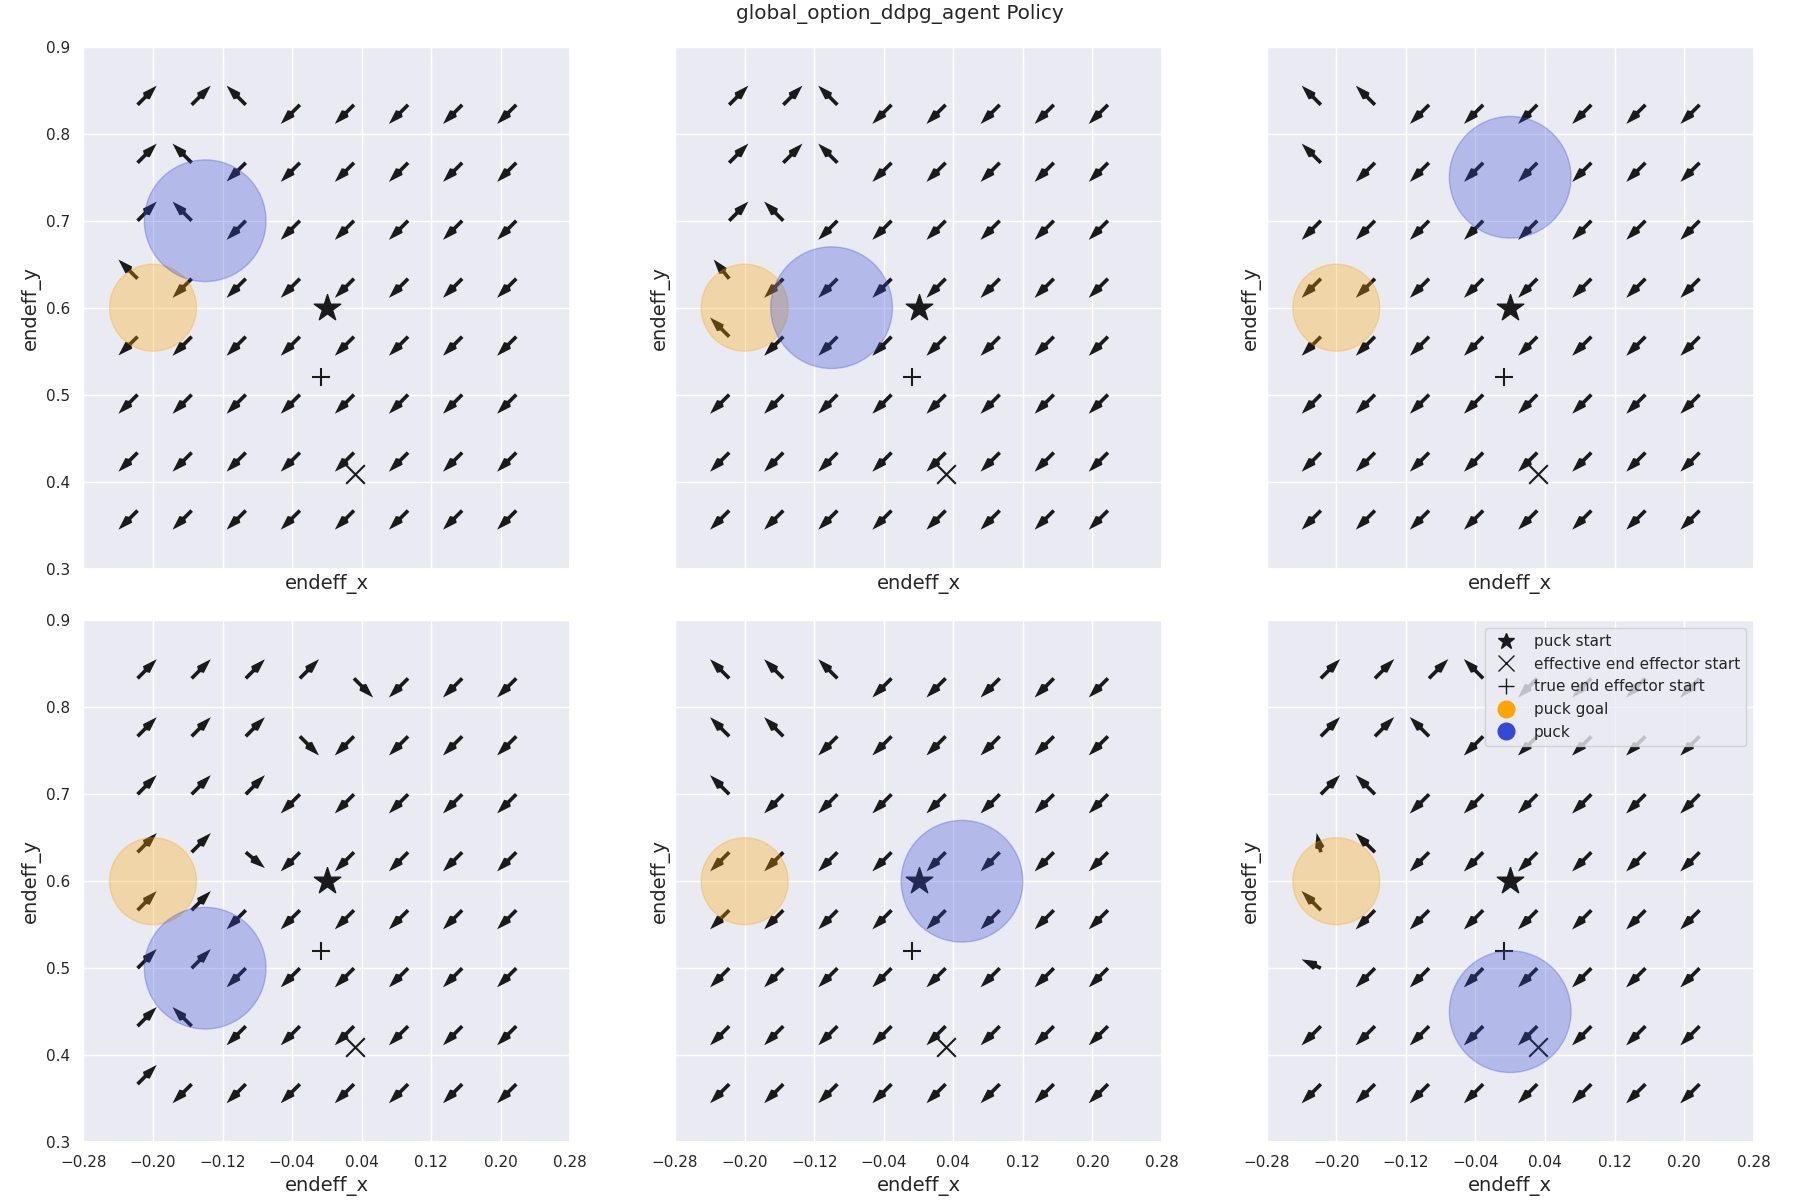 global_option_ddpg_agent Policy
0.9
0.8
0.7
0.6
0.5
0.4
0.3
endeff_y
endeff_x
endeff_y
endeff_x
endeff_y
endeff_x
0.9
0.8
0.7
0.6
0.5
0.4
0.3
endeff_y
−0.28 −0.20 −0.12 −0.04 0.04 0.12 0.20 0.28
endeff_x
endeff_y
−0.28 −0.20 −0.12 −0.04 0.04 0.12 0.20 0.28
endeff_x
puck start
effective end effector start
true end effector start
puck goal
puck
endeff_y
−0.28 −0.20 −0.12 −0.04 0.04 0.12 0.20 0.28
endeff_x